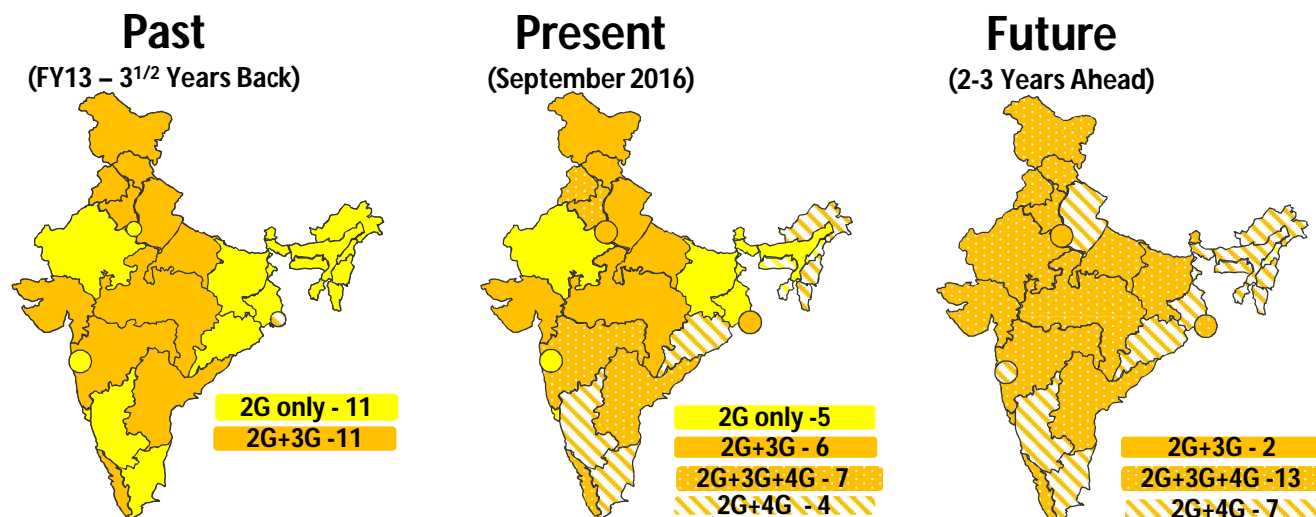 Past
(FY13 – 3 1/2 Years Back)
2G only - 11
2G+3G -11
Present
(September 2016)
2G only -5
2G+3G - 6
2G+3G+4G - 7
2G+4G - 4
Future
(2-3 Years Ahead)
2G+3G - 2
2G+3G+4G -13
2G+4G - 7